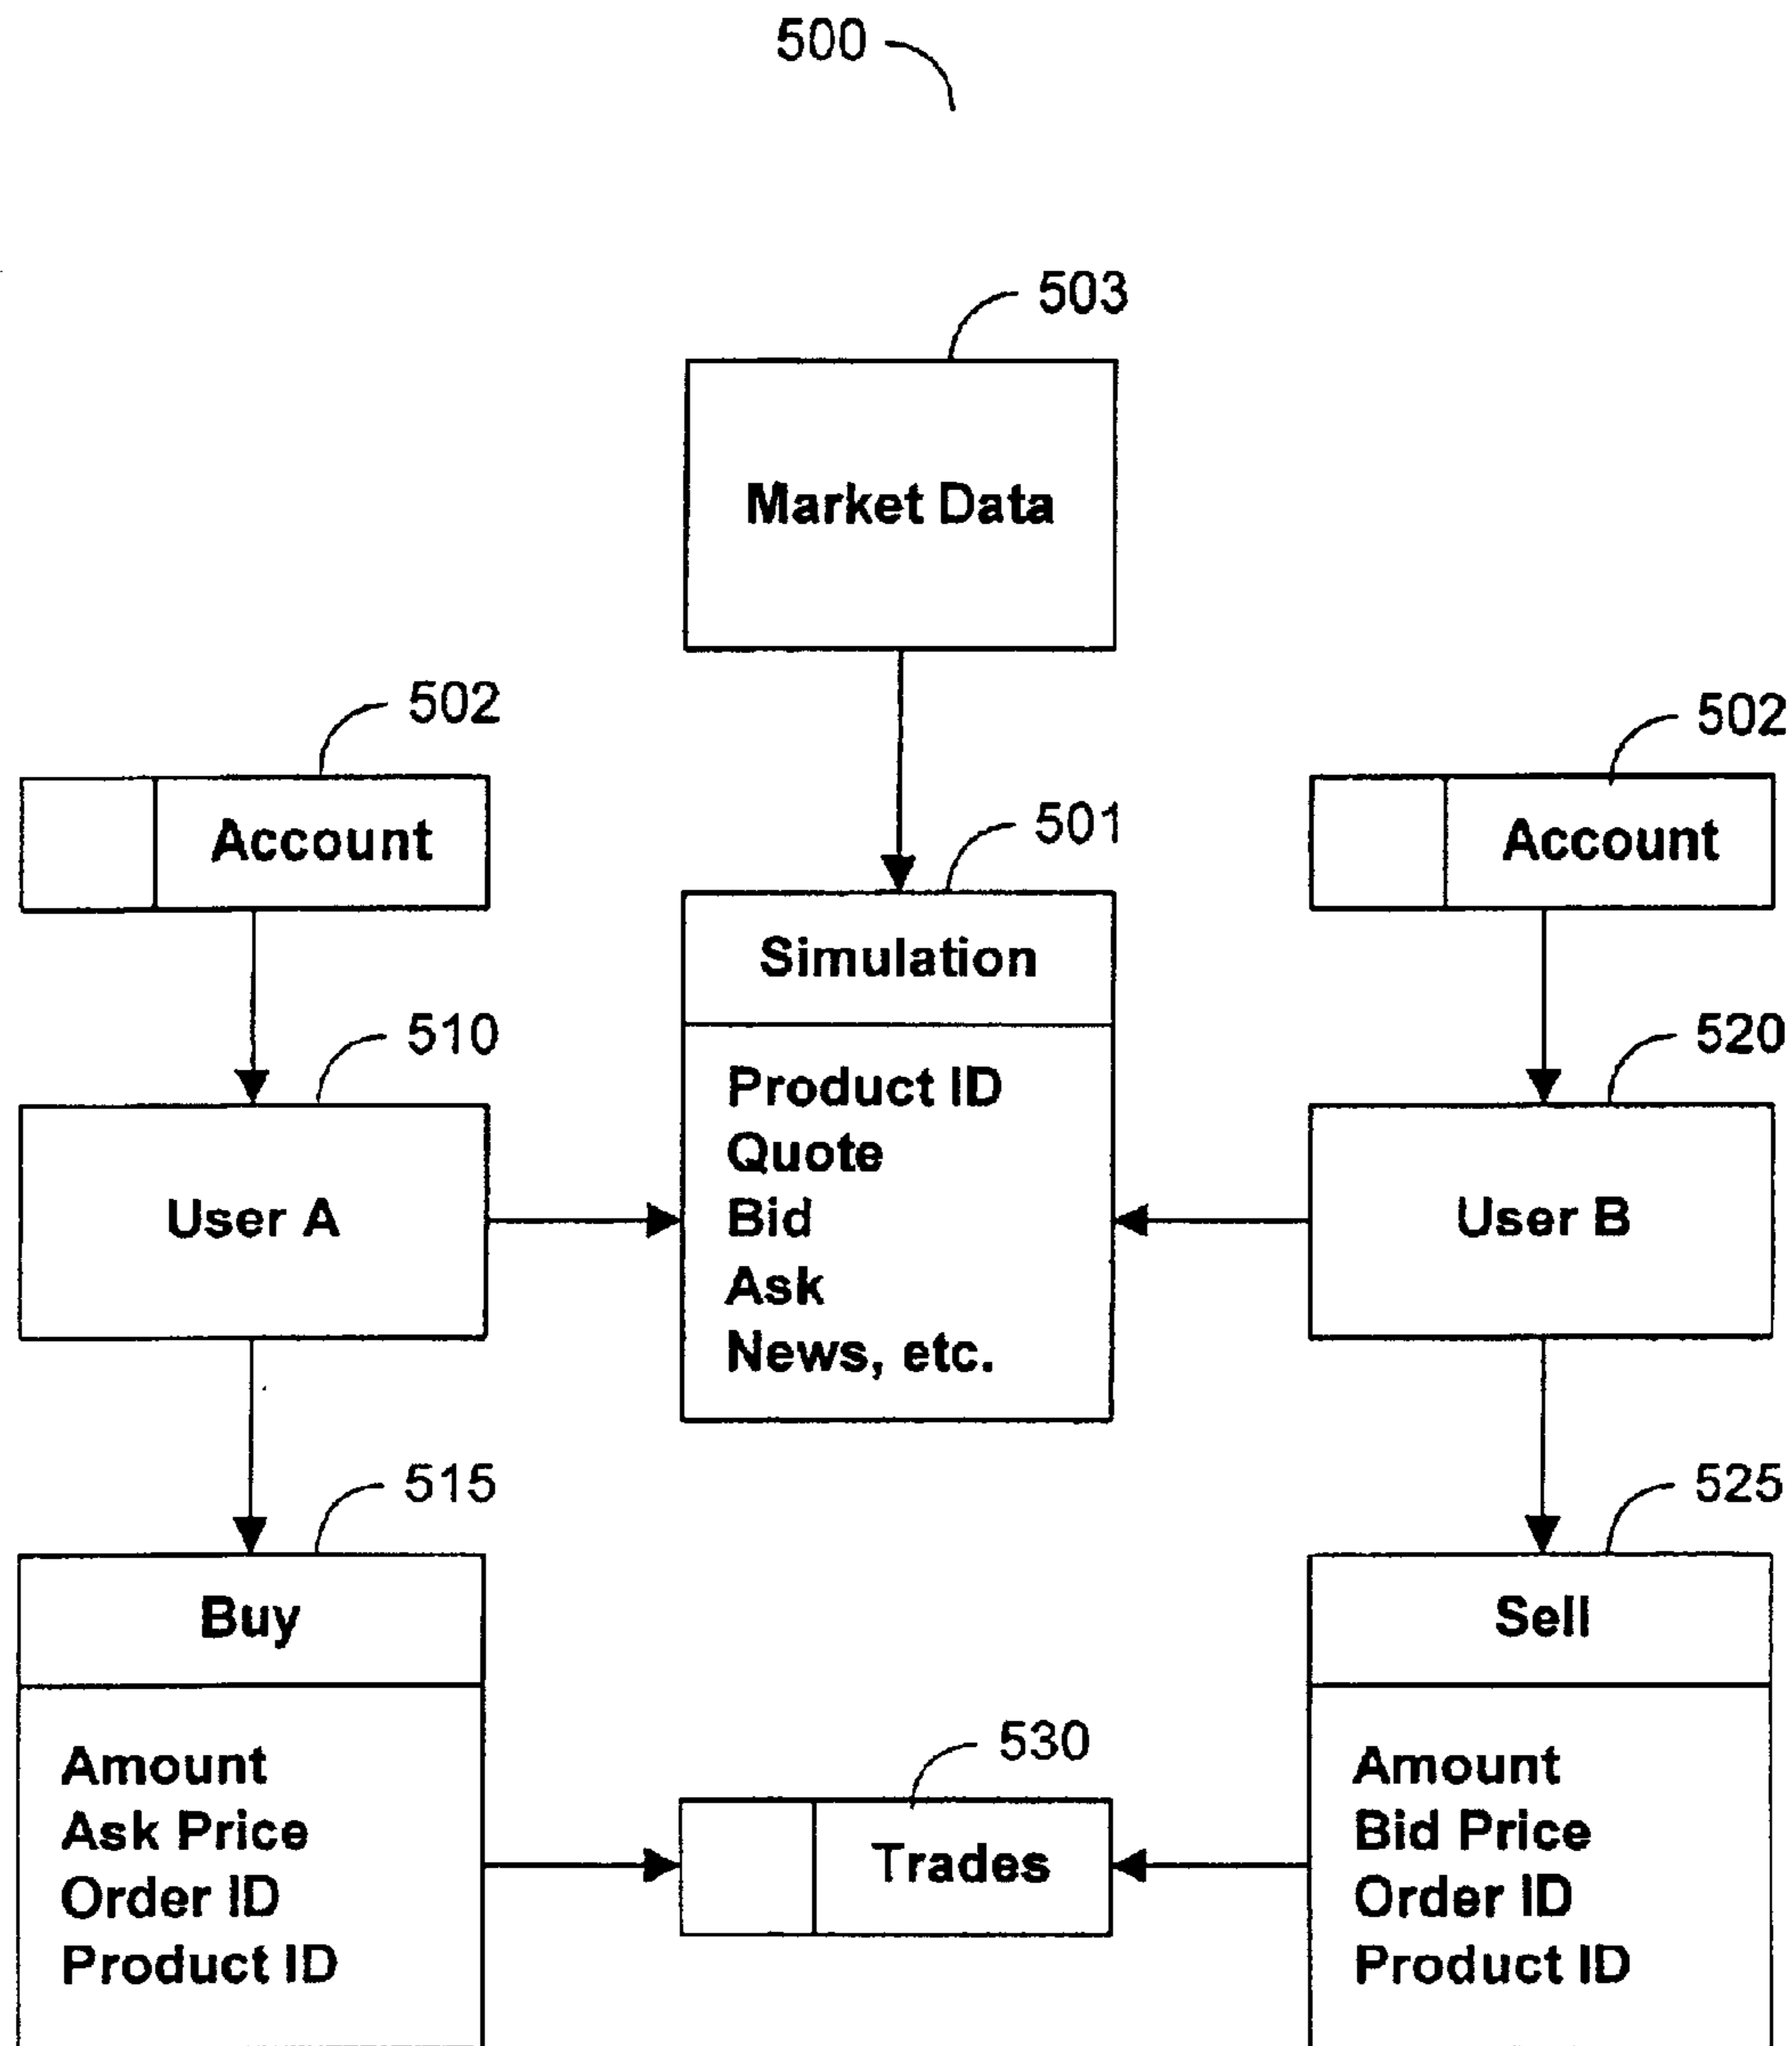 500
503
Market Data
502
502
Account
501
Account
Simulation
510
520
Product ID
Quote
Bid
Ask
News, etc.
User A
User B
515
525
Buy
Sell
530
Amount
Ask Price
Order ID
Product ID
Trades
Amount
Bid Price
Order ID
Product ID